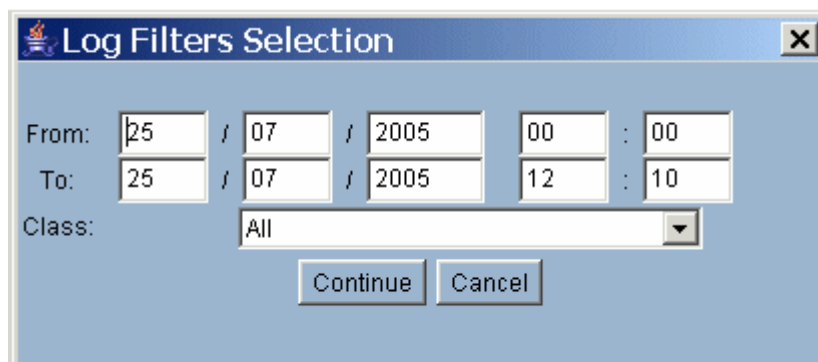 Log Filters Selection
From: 25 / 07 / 2005 00 : 00
To: 25 / 07 / 2005 12 : 10
Class: All
Continue Cancel